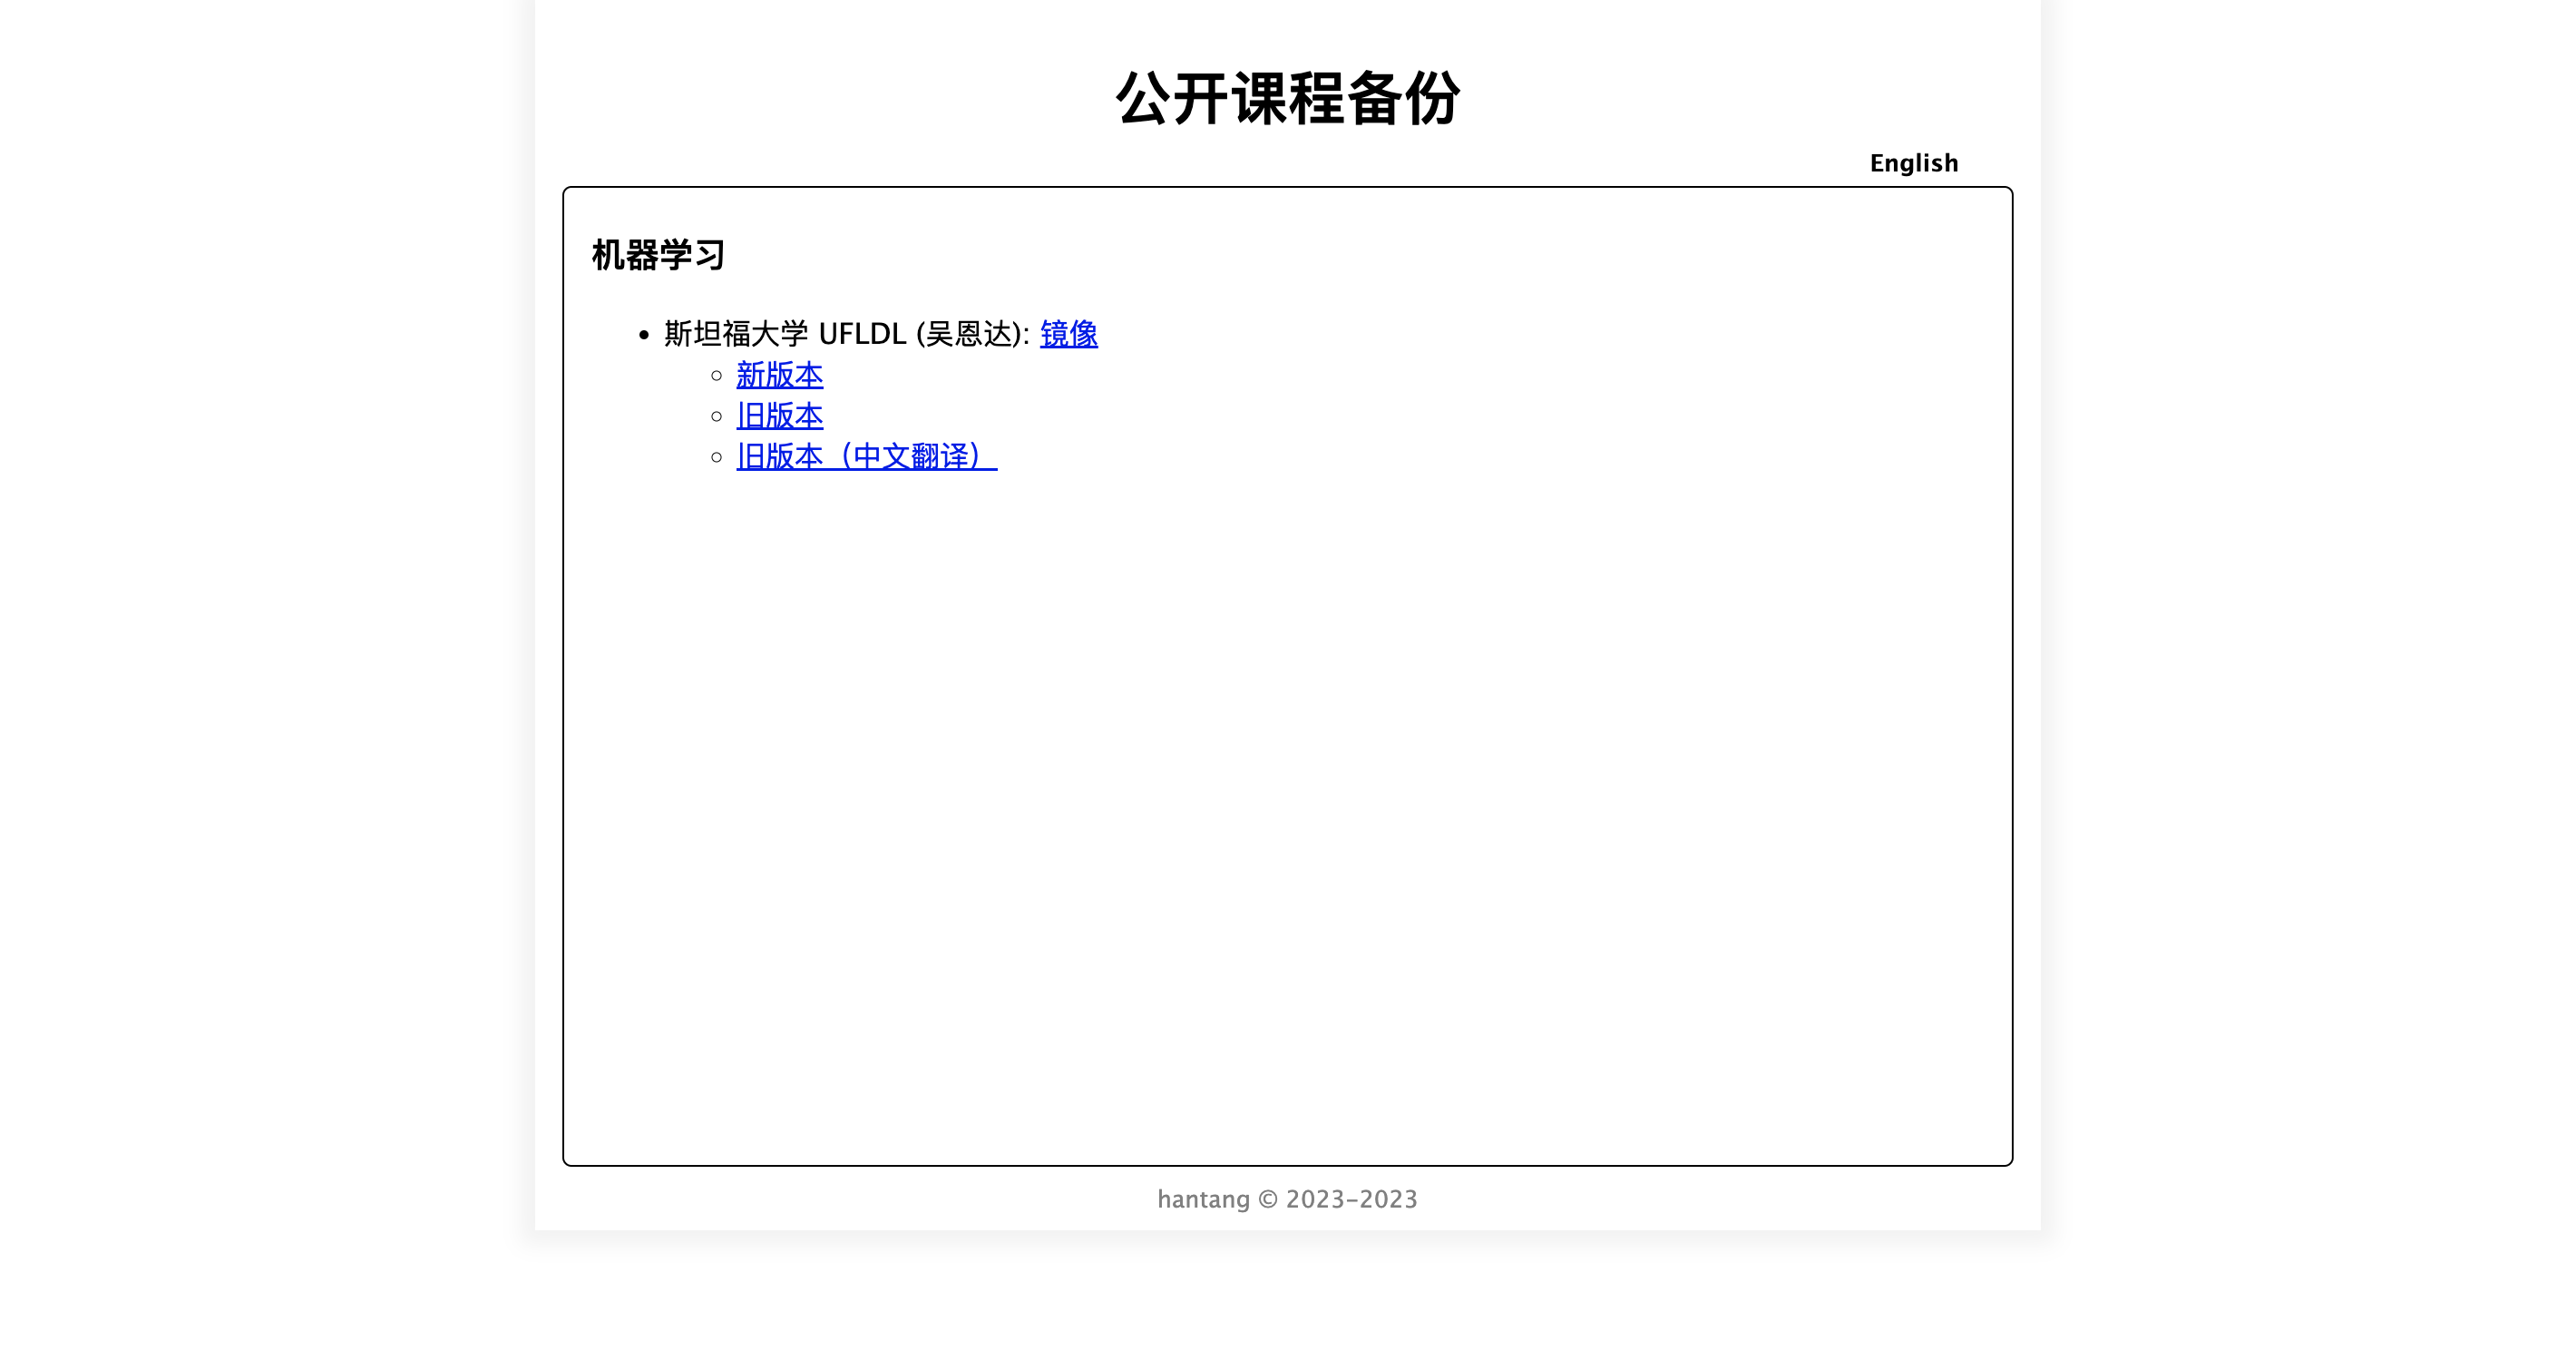 公开课程备份
English
机器学习
斯坦福大学 UFLDL (吴恩达): 镜像
新版本
旧版本
旧版本（中文翻译）
hantang © 2023-2023